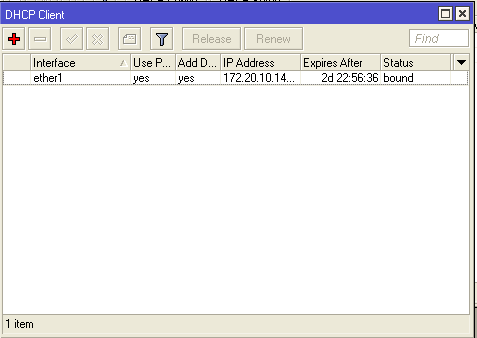 DHCP Client
Release Renew Find
Interface Use P... Add D... IP Address Expires After Status
ether1 yes yes 172.20.10.14... 2d 22:56:36 bound
1 item